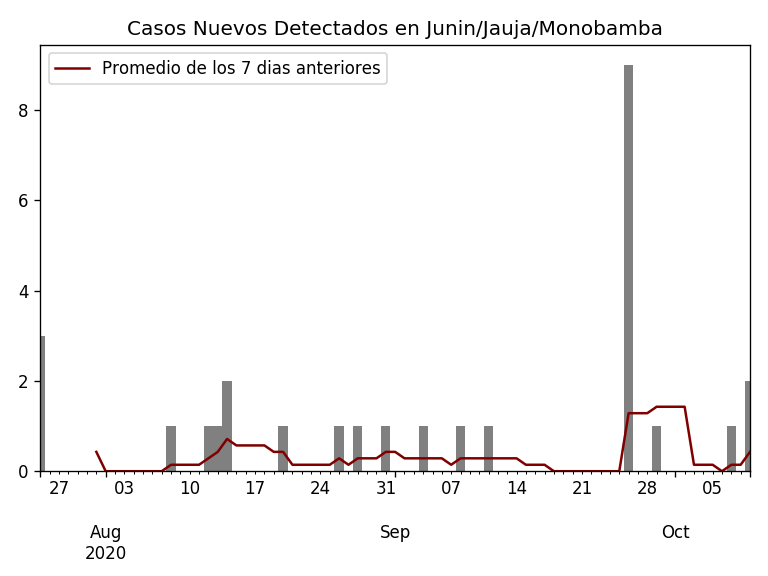 Casos Nuevos Detectados en Junin/Jauja/Monobamba
Promedio de los 7 dias anteriores
8
6
4
2
0
27 03 10 17 24 31 07 14 21 28 05
Aug Sep Oct
2020